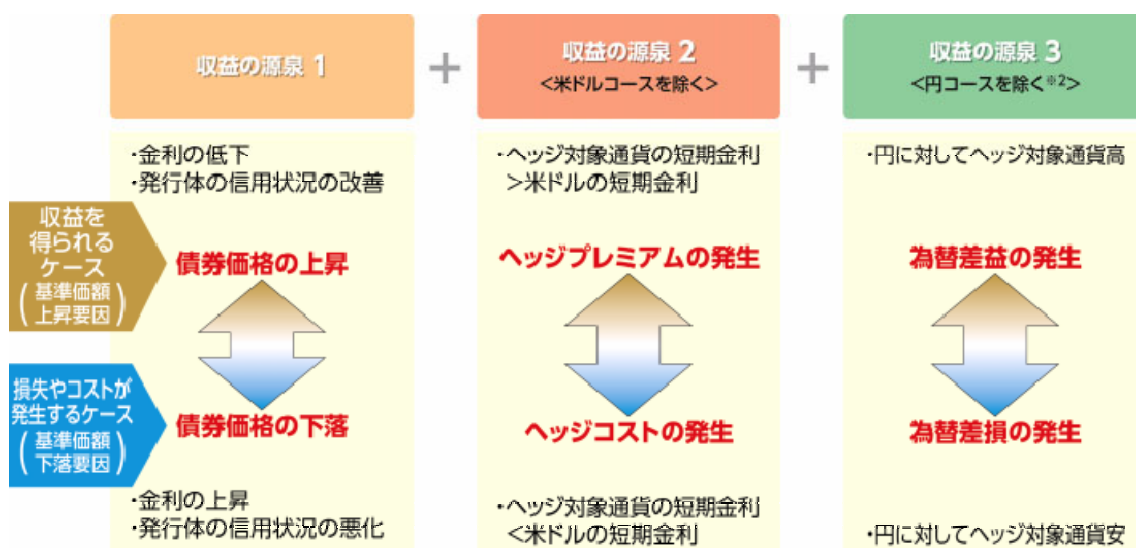 収益の源泉 1
+
収益の源泉 2
<米ドルコースを除く>
+
収益の源泉 3
<円コースを除く※2>
・金利の低下
・発行体の信用状況の改善
・ヘッジ対象通貨の短期金利
>米ドルの短期金利
・円に対してヘッジ対象通貨高
収益を
得られる
ケース
(基準価額
上昇要因)
債券価格の上昇
ヘッジプレミアムの発生
為替差益の発生
損失やコストが
発生するケース
(基準価額
下落要因)
債券価格の下落
ヘッジコストの発生
為替差損の発生
・金利の上昇
・発行体の信用状況の悪化
・ヘッジ対象通貨の短期金利
<米ドルの短期金利
・円に対してヘッジ対象通貨安